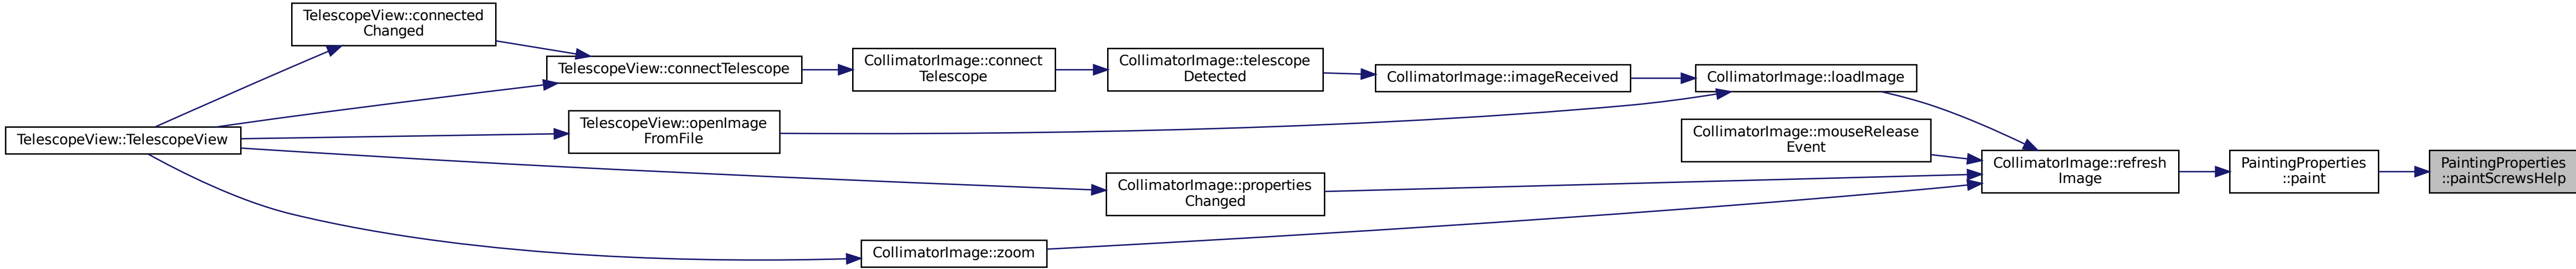 TelescopeView::connected
Changed
TelescopeView::connectTelescope
CollimatorImage::connect
Telescope
CollimatorImage::telescope
Detected
CollimatorImage::imageReceived
CollimatorImage::loadImage
TelescopeView::TelescopeView
TelescopeView::openImage
FromFile
CollimatorImage::mouseRelease
Event
CollimatorImage::properties
Changed
CollimatorImage::refresh
Image
PaintingProperties
::paint
PaintingProperties
::paintScrewsHelp
CollimatorImage::zoom